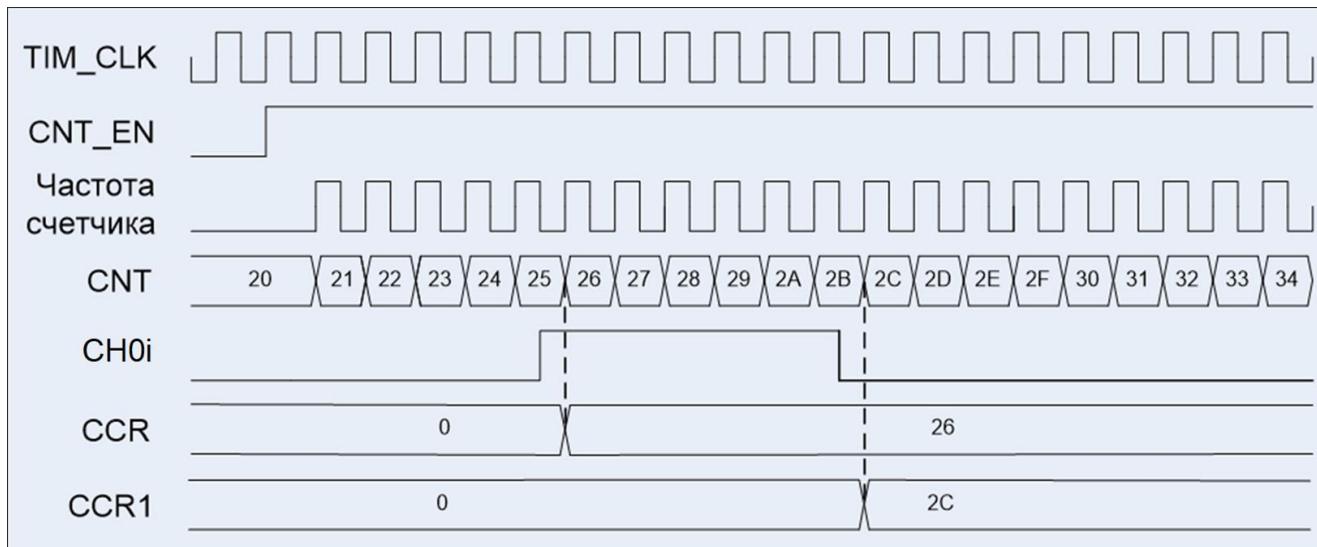 TIM_CLK
CNT_EN
Частота
счетчика
CNT 20 21 22 23 24 25 26 27 28 29 2A 2B 2C 2D 2E 2F 30 31 32 33 34
CH0i
CCR 0 26
CCR1 0 2C